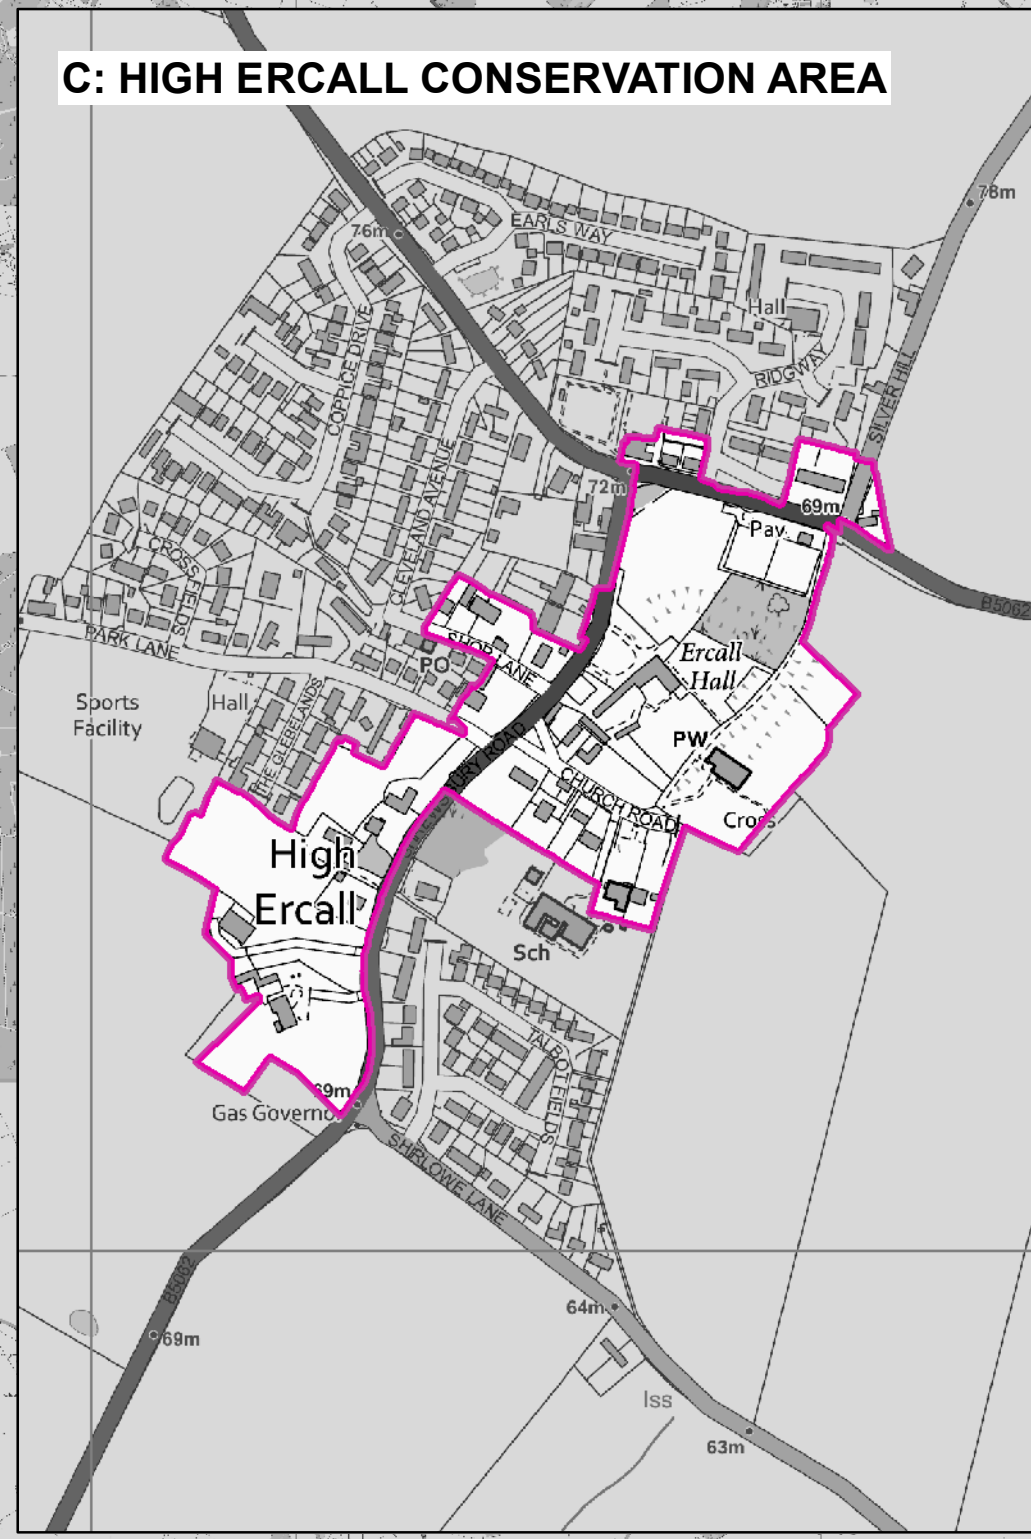 C: HIGH ERCALL CONSERVATION AREA
78m
76m
EARLS WAY
Hall
RIDGWAY
SILVER HILL
COPPICE DRIVE
CLEVELAND AVENUE
72m
69m
Pav
B5062
CROSS FIELDS
PARK LANE
SHOP LANE
PO
Ercall
Hall
Sports
Facility
Hall
THE GLEBELANDS
PW
CHURCH ROAD
Cross
High
Ercall
Sch
TALBOT FIELDS
69m
Gas Governor
SHIRLOWE LANE
B5062
64m
69m
Iss
63m